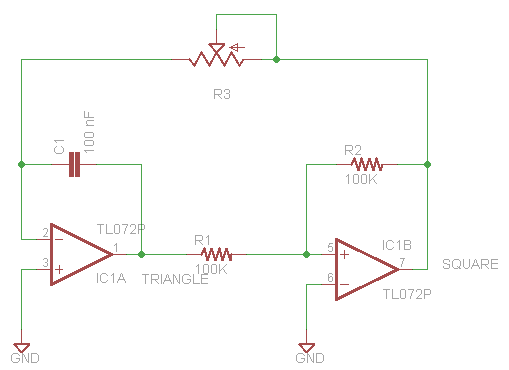 R3
C1
100 nF
R2
100K
2
3
1
TL072P
IC1A
TRIANGLE
R1
100K
5
6
7
IC1B
TL072P
SQUARE
GND
GND